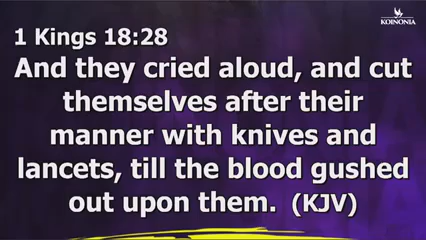 KOINONIA
1 Kings 18:28
And they cried aloud, and cut
themselves after their
manner with knives and
lancets, till the blood gushed
out upon them. (KJV)